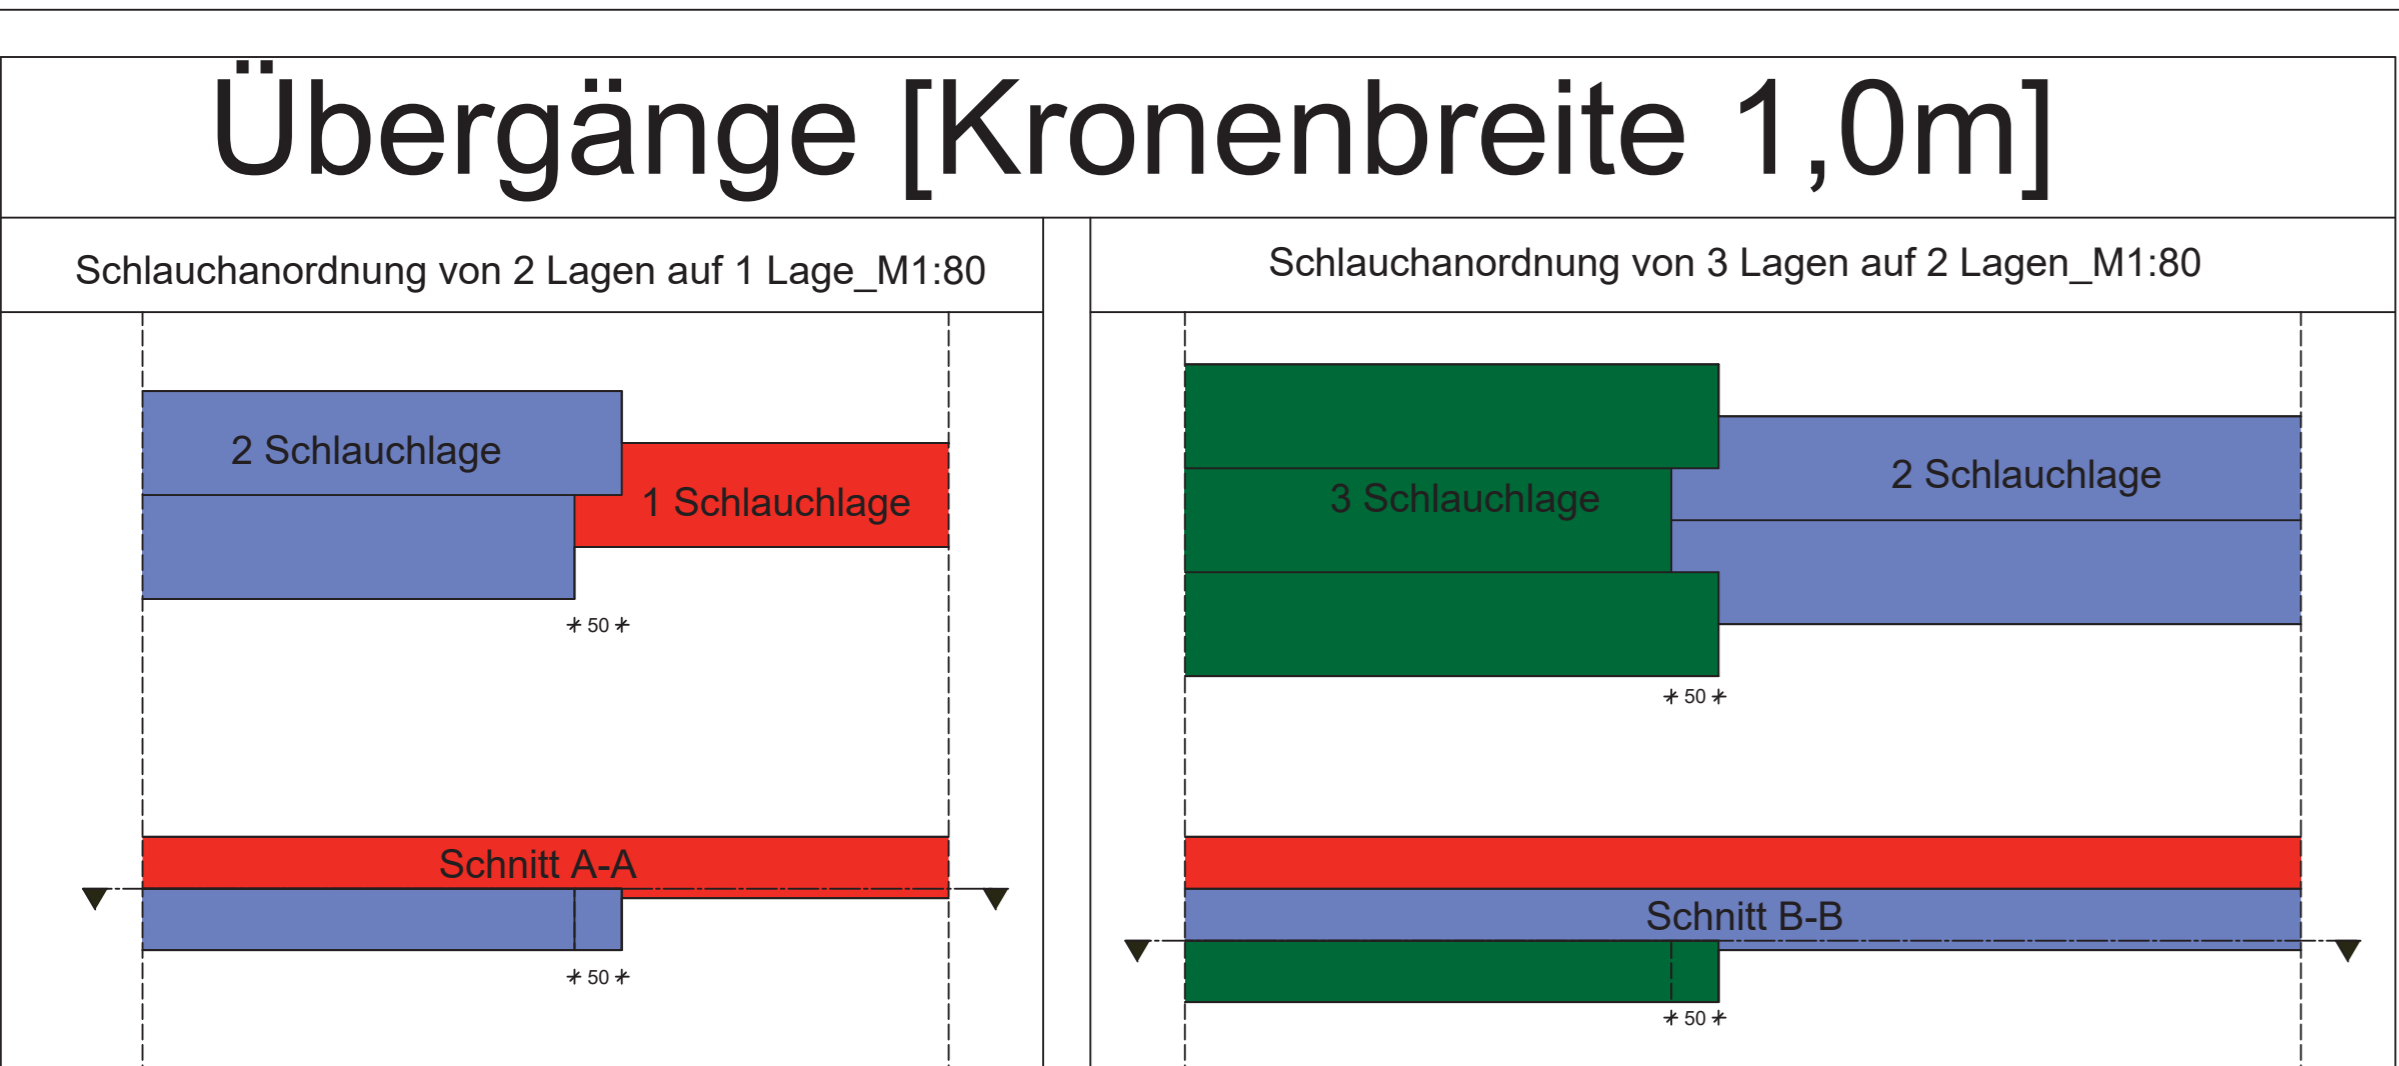 Übergänge [Kronenbreite 1,0m]
Schlauchanordnung von 2 Lagen auf 1 Lage_M1:80
2 Schlauchlage
1 Schlauchlage
50
Schnitt A-A
50
Schlauchanordnung von 3 Lagen auf 2 Lagen_M1:80
3 Schlauchlage
2 Schlauchlage
50
Schnitt B-B
50